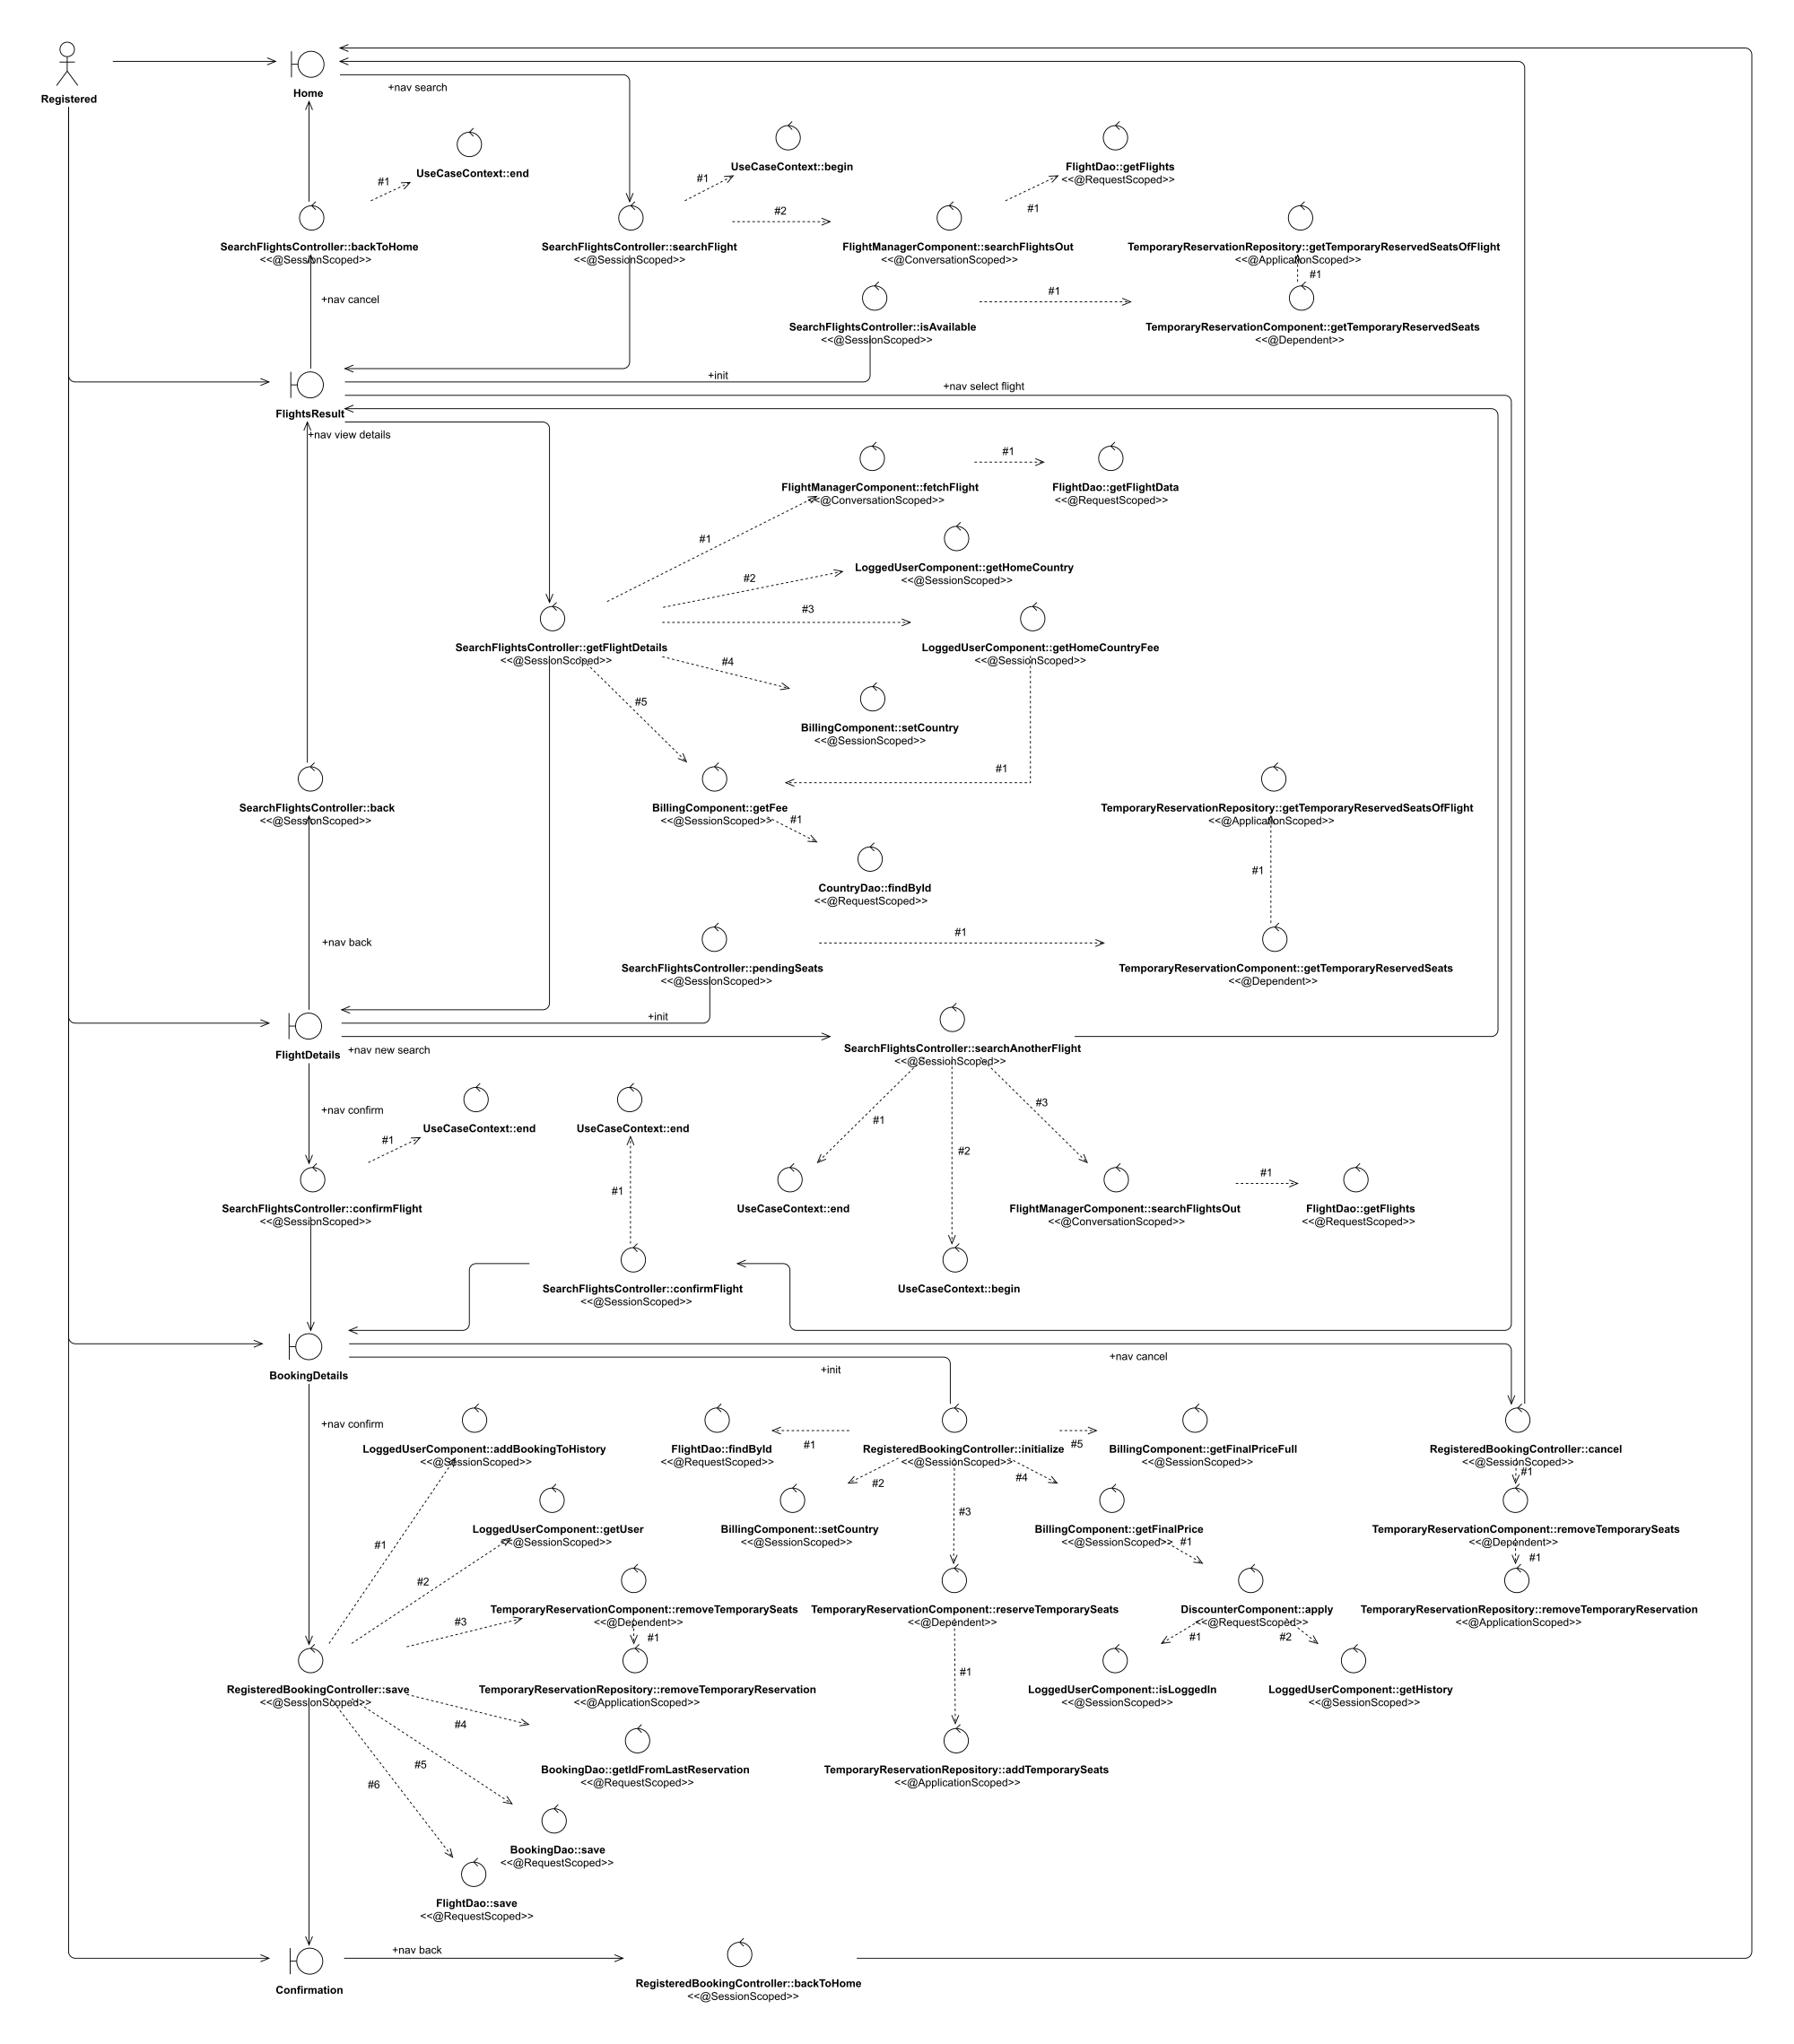 Registered
Home
+nav search
UseCaseContext::end
#1
UseCaseContext::begin
#1
FlightDao::getFlights
<<@RequestScoped>>
#1
#2
SearchFlightsController::backToHome
<<@SessionScoped>>
SearchFlightsController::searchFlight
<<@SessionScoped>>
FlightManagerComponent::searchFlightsOut
<<@ConversationScoped>>
TemporaryReservationRepository::getTemporaryReservedSeatsOfFlight
<<@ApplicationScoped>>
#1
+nav cancel
#1
SearchFlightsController::isAvailable
<<@SessionScoped>>
TemporaryReservationComponent::getTemporaryReservedSeats
<<@Dependent>>
+init
+nav select flight
FlightsResult
+nav view details
#1
FlightManagerComponent::fetchFlight
<<@ConversationScoped>>
FlightDao::getFlightData
<<@RequestScoped>>
#1
LoggedUserComponent::getHomeCountry
<<@SessionScoped>>
#2
#3
SearchFlightsController::getFlightDetails
<<@SessionScoped>>
LoggedUserComponent::getHomeCountryFee
<<@SessionScoped>>
#4
#5
BillingComponent::setCountry
<<@SessionScoped>>
#1
SearchFlightsController::back
<<@SessionScoped>>
BillingComponent::getFee
<<@SessionScoped>>
#1
TemporaryReservationRepository::getTemporaryReservedSeatsOfFlight
<<@ApplicationScoped>>
#1
CountryDao::findById
<<@RequestScoped>>
+nav back
#1
SearchFlightsController::pendingSeats
<<@SessionScoped>>
TemporaryReservationComponent::getTemporaryReservedSeats
<<@Dependent>>
+init
FlightDetails
+nav new search
SearchFlightsController::searchAnotherFlight
<<@SessionScoped>>
+nav confirm
#1
UseCaseContext::end
UseCaseContext::end
#1
#2
#3
#1
#1
SearchFlightsController::confirmFlight
<<@SessionScoped>>
UseCaseContext::end
FlightManagerComponent::searchFlightsOut
<<@ConversationScoped>>
FlightDao::getFlights
<<@RequestScoped>>
SearchFlightsController::confirmFlight
<<@SessionScoped>>
UseCaseContext::begin
BookingDetails
+init
+nav cancel
+nav confirm
LoggedUserComponent::addBookingToHistory
<<@SessionScoped>>
FlightDao::findById
<<@RequestScoped>>
#1
RegisteredBookingController::initialize
<<@SessionScoped>>
#5
BillingComponent::getFinalPriceFull
<<@SessionScoped>>
RegisteredBookingController::cancel
<<@SessionScoped>>
#1
#2
#3
#4
LoggedUserComponent::getUser
<<@SessionScoped>>
BillingComponent::setCountry
<<@SessionScoped>>
BillingComponent::getFinalPrice
<<@SessionScoped>>
#1
TemporaryReservationComponent::removeTemporarySeats
<<@Dependent>>
#1
#1
#2
#3
TemporaryReservationComponent::removeTemporarySeats
<<@Dependent>>
#1
TemporaryReservationComponent::reserveTemporarySeats
<<@Dependent>>
#1
DiscounterComponent::apply
<<@RequestScoped>>
#1
#2
TemporaryReservationRepository::removeTemporaryReservation
<<@ApplicationScoped>>
RegisteredBookingController::save
<<@SessionScoped>>
TemporaryReservationRepository::removeTemporaryReservation
<<@ApplicationScoped>>
LoggedUserComponent::isLoggedIn
<<@SessionScoped>>
LoggedUserComponent::getHistory
<<@SessionScoped>>
#4
#5
#6
BookingDao::getIdFromLastReservation
<<@RequestScoped>>
TemporaryReservationRepository::addTemporarySeats
<<@ApplicationScoped>>
BookingDao::save
<<@RequestScoped>>
FlightDao::save
<<@RequestScoped>>
+nav back
Confirmation
RegisteredBookingController::backToHome
<<@SessionScoped>>